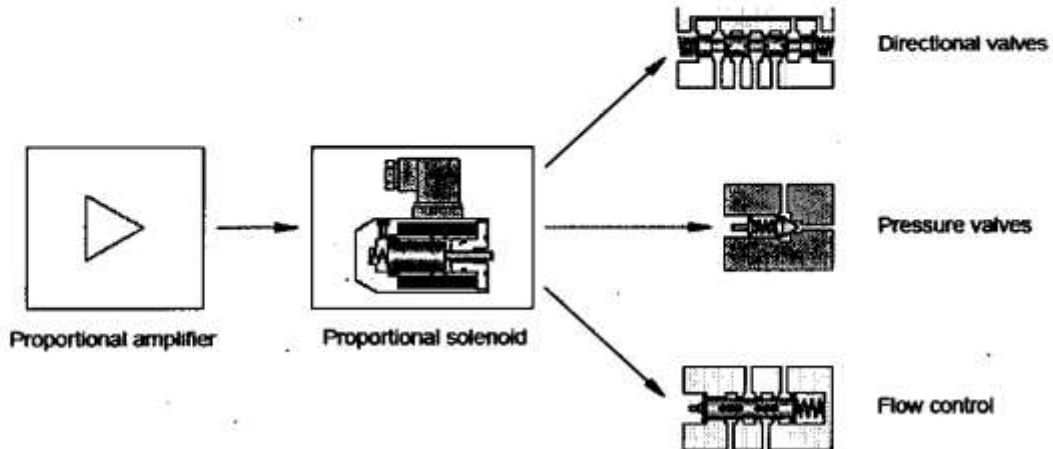 Directional valves
Pressure valves
Proportional amplifier
Proportional solenoid
Flow control